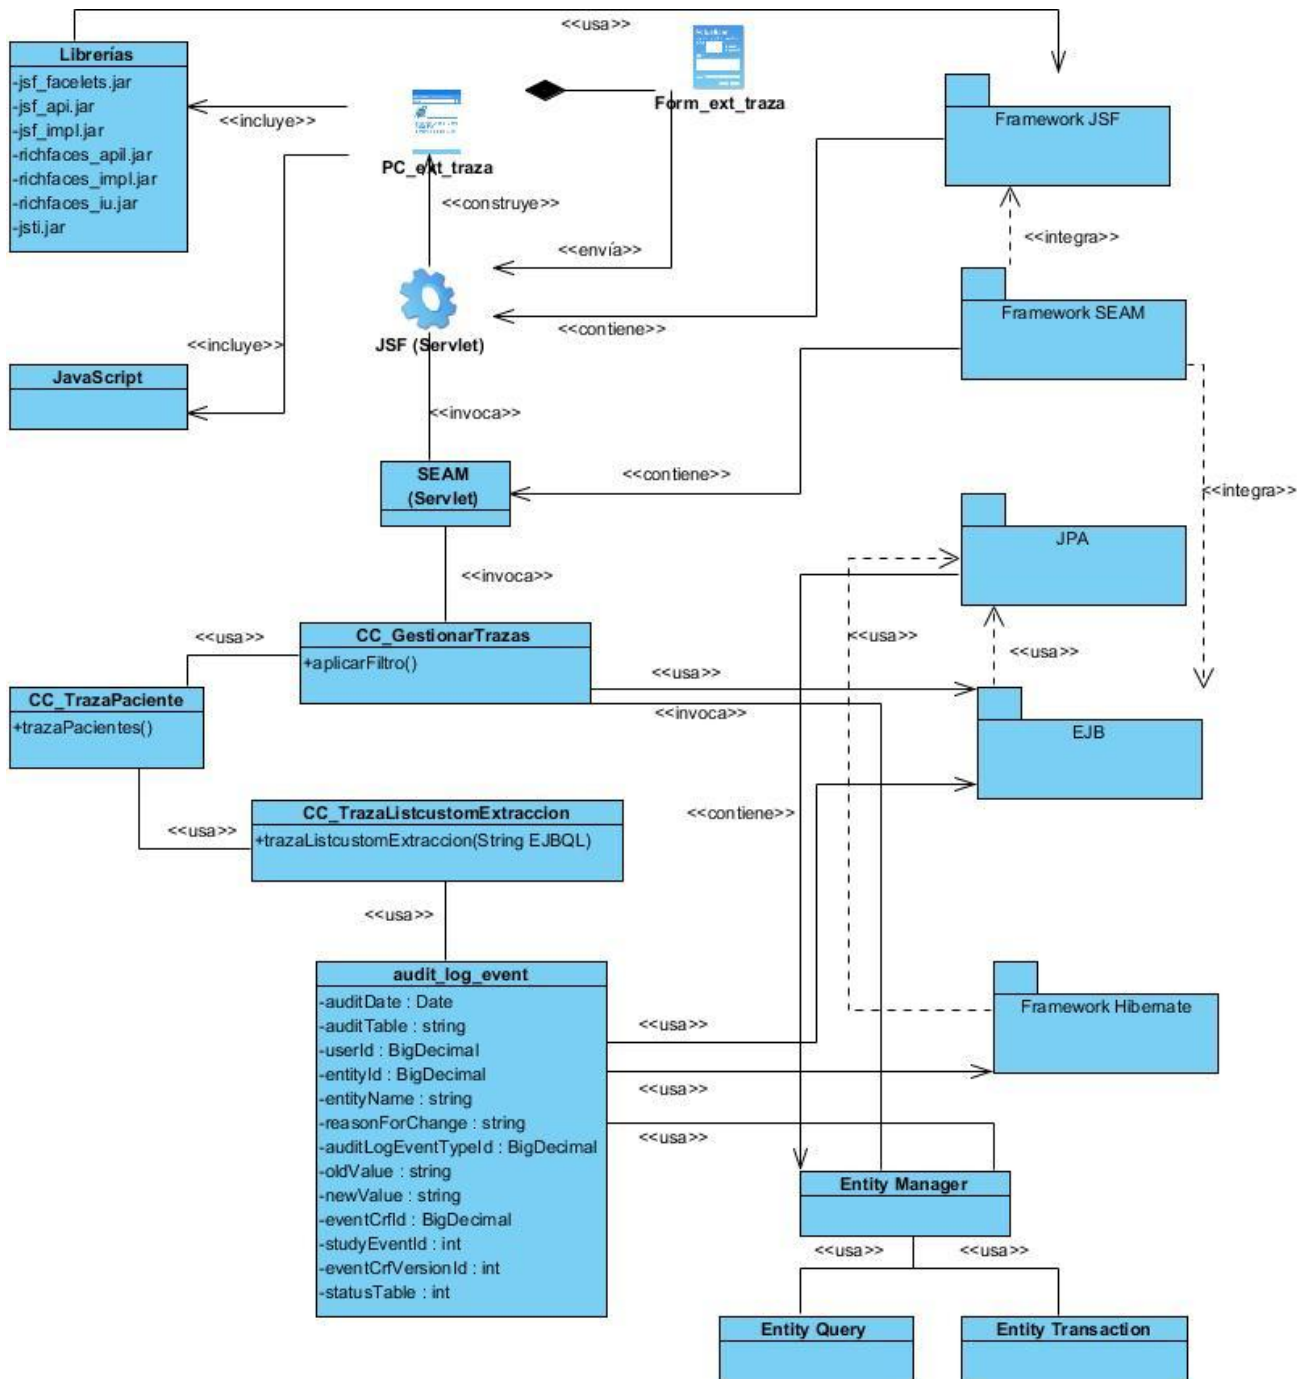 <<usa>>
Librerías
-jsf_facelets.jar
-jsf_api.jar
-jsf_impl.jar
-richfaces_apil.jar
-richfaces_impl.jar
-richfaces_iu.jar
-jsti.jar
<<incluye>>
PC_ext_traza
Form_ext_traza
Framework JSF
<<construye>>
<<envía>>
<<integra>>
Framework SEAM
<<contiene>>
JSF (Servlet)
<<incluye>>
JavaScript
<<invoca>>
SEAM
(Servlet)
<<contiene>>
<<integra>>
JPA
<<invoca>>
<<usa>>
CC_GestionarTrazas
+aplicarFiltro()
<<usa>>
<<usa>>
<<usa>>
<<invoca>>
CC_TrazaPaciente
+trazaPacientes()
EJB
<<usa>>
CC_TrazaListcustomExtraccion
+trazaListcustomExtraccion(String EJBQL)
<<contiene>>
<<usa>>
audit_log_event
-auditDate : Date
-auditTable : string
-userId : BigDecimal
-entityId : BigDecimal
-entityName : string
-reasonForChange : string
-auditLogEventTypeId : BigDecimal
-oldValue : string
-newValue : string
-eventCrfId : BigDecimal
-studyEventId : int
-eventCrfVersionId : int
-statusTable : int
<<usa>>
<<usa>>
<<usa>>
Framework Hibernate
Entity Manager
<<usa>>
<<usa>>
Entity Query
Entity Transaction